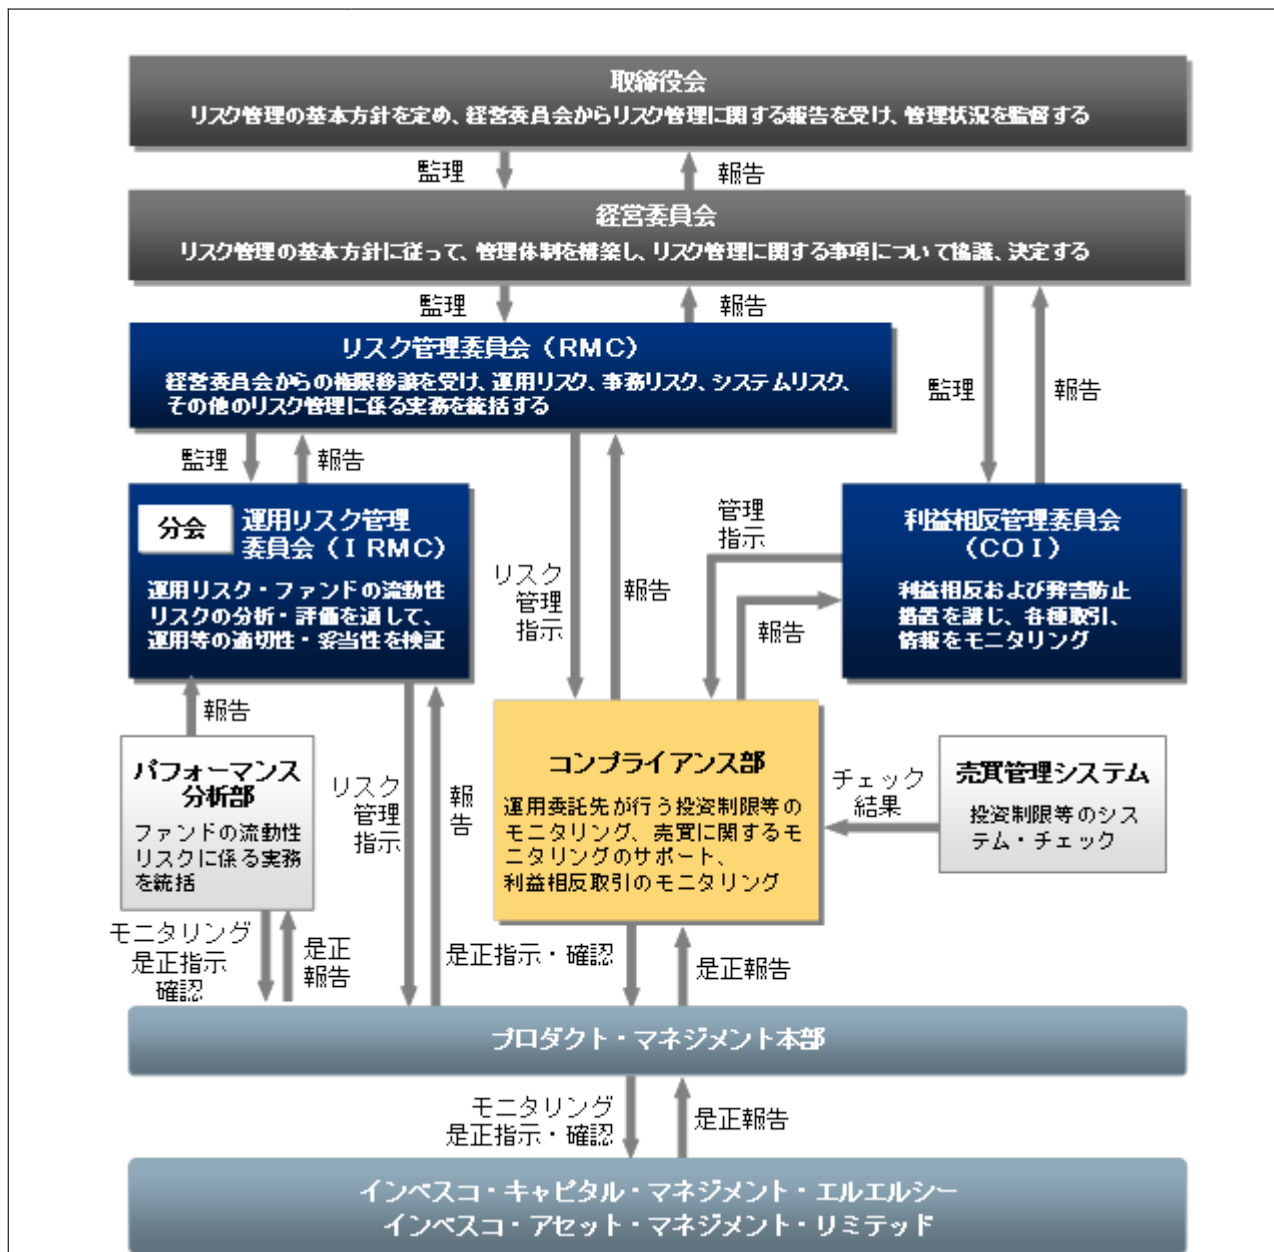 取締役会
リスク管理の基本方針を定め、経営委員会からリスク管理に関する報告を受け、管理状況を監督する
監理
報告
経営委員会
リスク管理の基本方針に従って、管理体制を構築し、リスク管理に関する事項について協議、決定する
監理
報告
リスク管理委員会（RMC）
経営委員会からの権限移譲を受け、運用リスク、事務リスク、システムリスク、
その他のリスク管理に係る実務を統括する
監理
報告
監理
報告
分会
運用リスク管理
委員会（IRMC）
運用リスク・ファンドの流動性
リスクの分析・評価を通して、
運用等の適切性・妥当性を検証
リスク
管理
指示
報告
管理
指示
報告
利益相反管理委員会
（COI）
利益相反および弊害防止
措置を講じ、各種取引、
情報をモニタリング
報告
パフォーマンス
分析部
ファンドの流動性
リスクに係る実務
を統括
リスク
管理
指示
報
告
コンプライアンス部
運用委託先が行う投資制限等の
モニタリング、売買に関するモ
ニタリングのサポート、
利益相反取引のモニタリング
チェック
結果
売買管理システム
投資制限等のシス
テム・チェック
モニタリング
是正指示
確認
是正
報告
是正指示・確認
是正報告
プロダクト・マネジメント本部
モニタリング
是正指示・確認
是正報告
インベスコ・キャピタル・マネジメント・エルエルシー
インベスコ・アセット・マネジメント・リミテッド